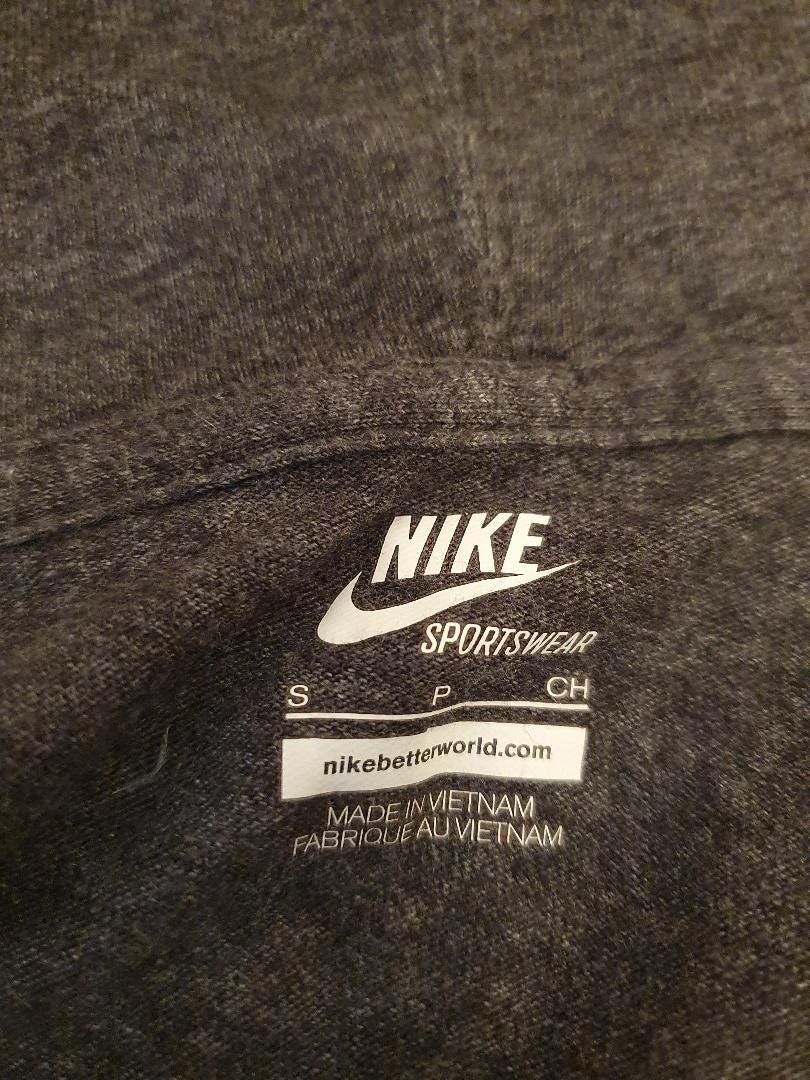 NIKE
SPORTSWEAR
S P CH
nikebetterworld.com
MADE IN VIETNAM
FABRIQUE AU VIETNAM